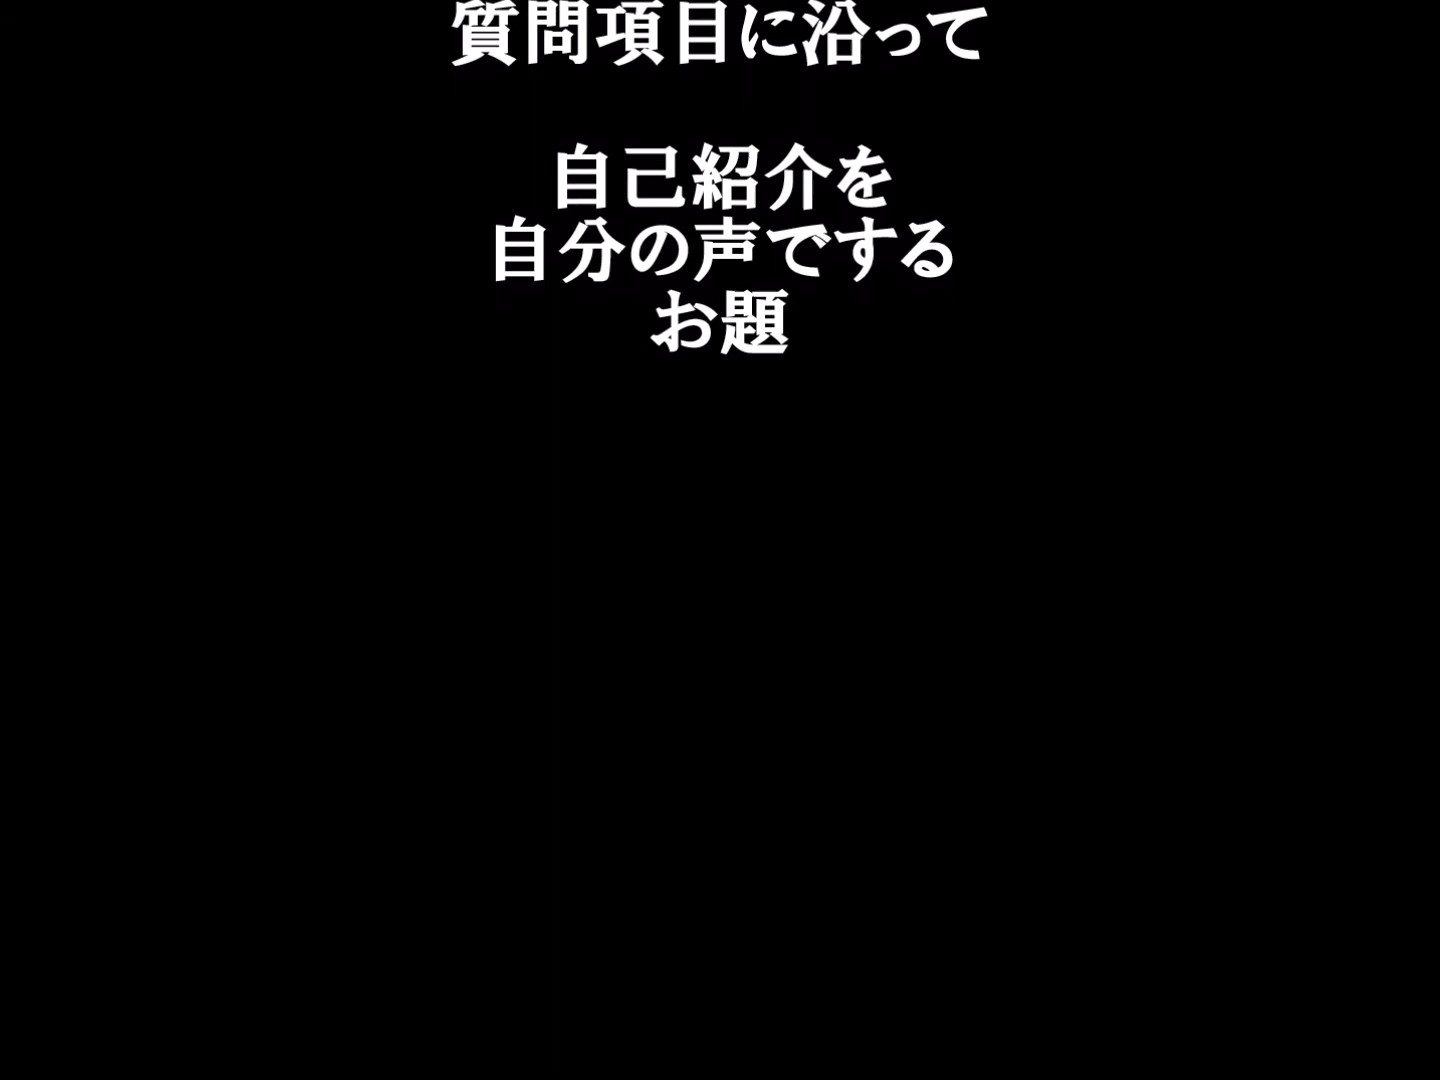 質問項目に沿って
自己紹介を
自分の声でする
お題